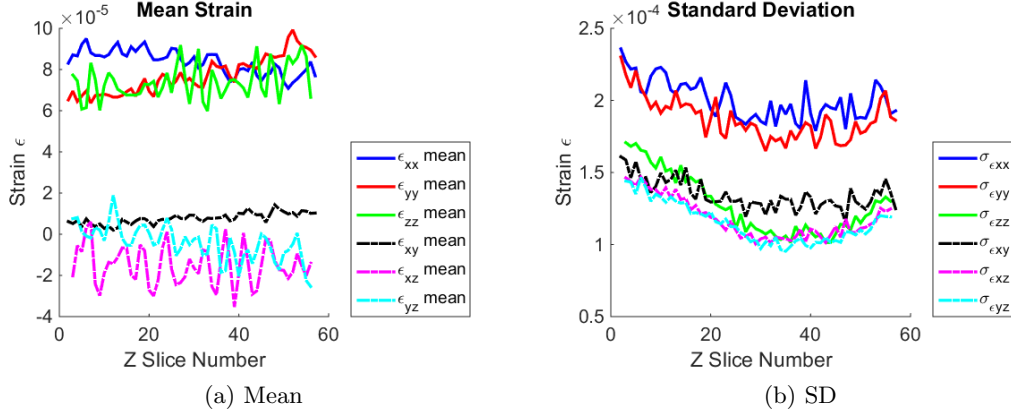 Mean Strain
×10⁻⁵
10
8
6
4
2
0
-2
-4
0
20
40
60
Strain ϵ
Z Slice Number
ϵxx mean
ϵyy mean
ϵzz mean
ϵxy mean
ϵxz mean
ϵyz mean
(a) Mean
Standard Deviation
×10⁻⁴
2.5
2
1.5
1
0.5
0
20
40
60
Strain ϵ
Z Slice Number
σϵxx
σϵyy
σϵzz
σϵxy
σϵxz
σϵyz
(b) SD